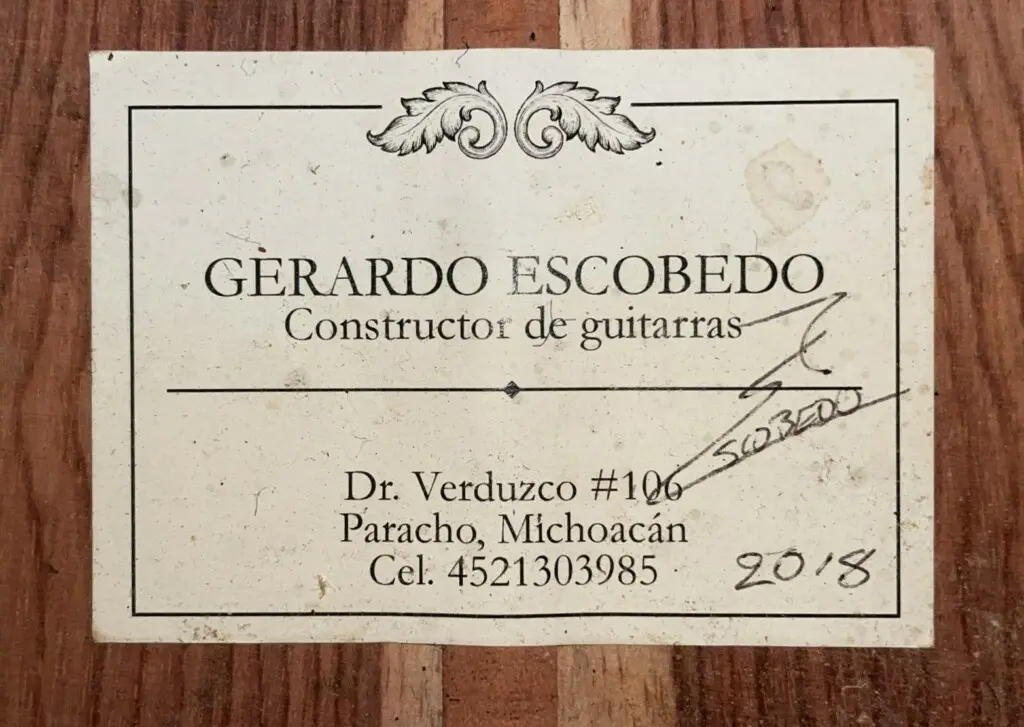 GERARDO ESCOBEDO
Constructor de guitarras
ESCOBEDO
Dr. Verduzco #106
Paracho, Michoacán
Cel. 4521303985
2018